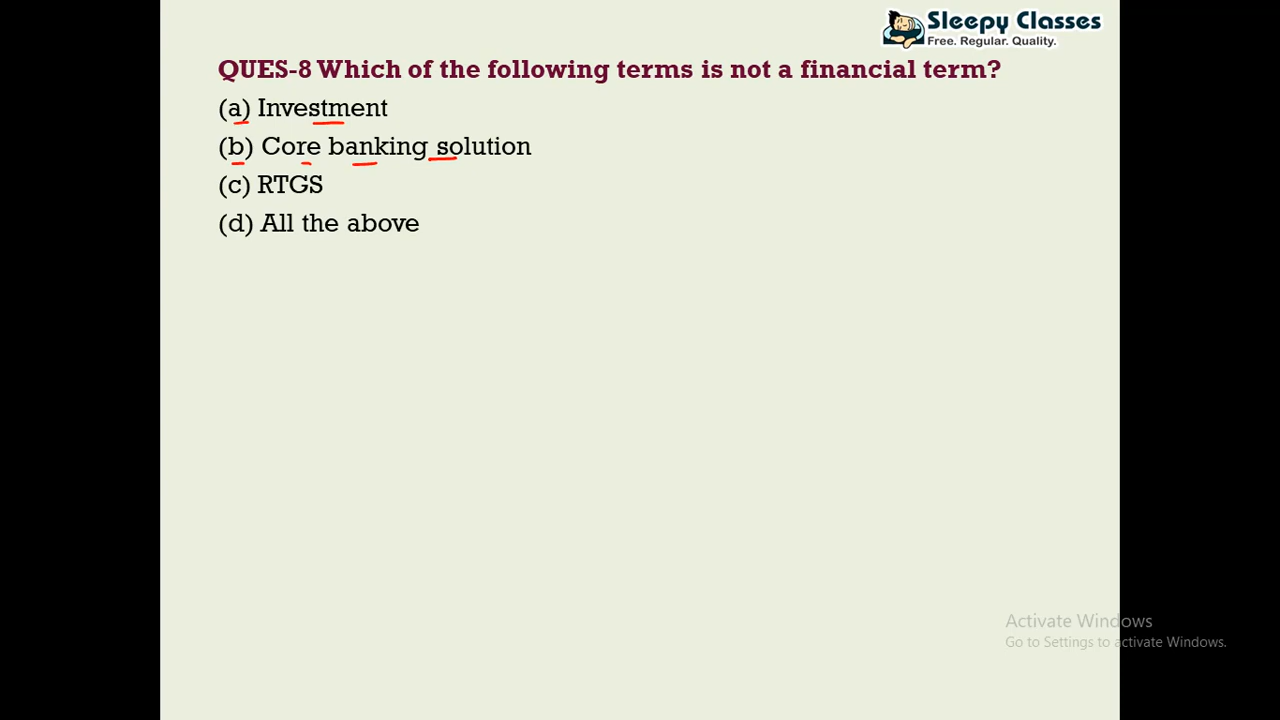 Sleepy Classes
Free. Regular. Quality.
QUES-8 Which of the following terms is not a financial term?
(a) Investment
(b) Core banking solution
(c) RTGS
(d) All the above
Activate Windows
Go to Settings to activate Windows.